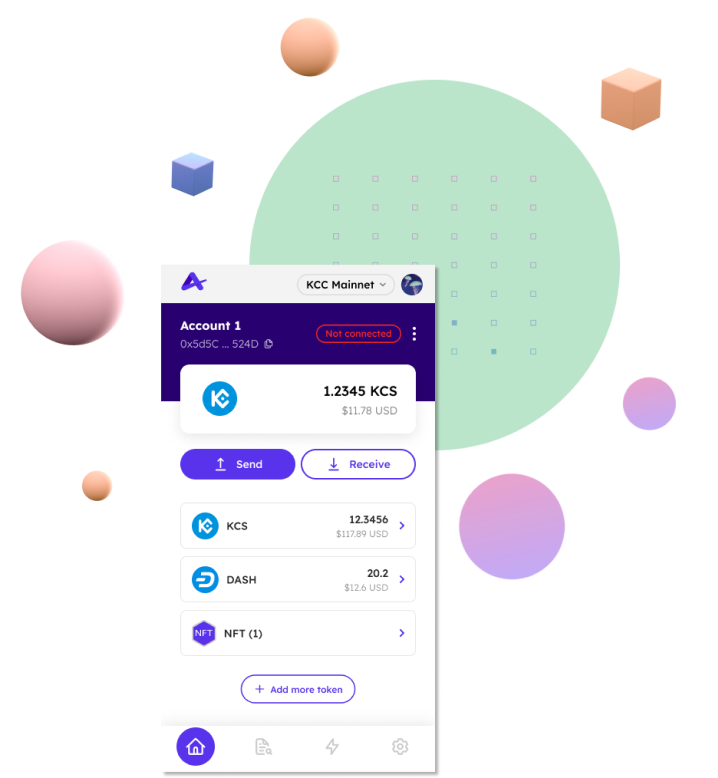 KCC Mainnet
Account 1
0x5d5C ... 524D
Not connected
1.2345 KCS
$11.78 USD
Send
Receive
KCS
12.3456
$117.89 USD
DASH
20.2
$12.6 USD
NFT
NFT (1)
+ Add more token